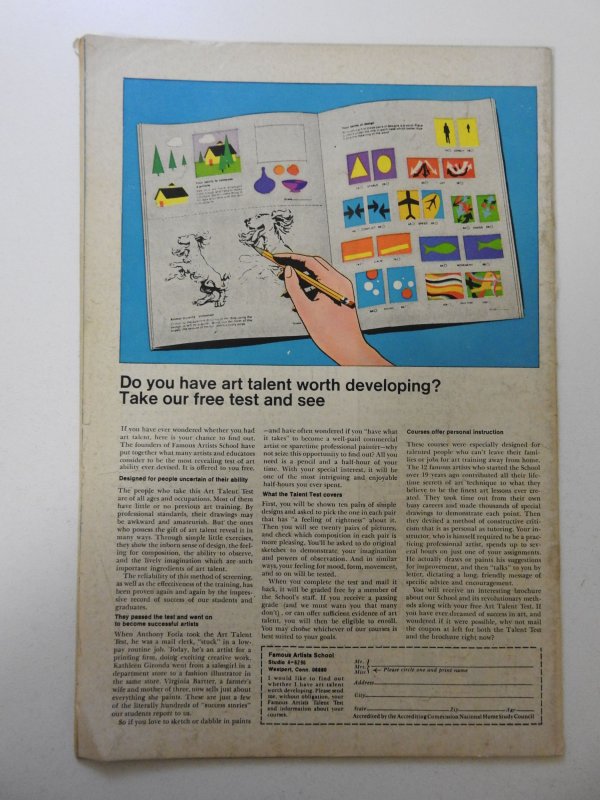 Do you have art talent worth developing?
Take our free test and see
If you have ever wondered whether you had
art talent, here is your chance to find out.
The founders of Famous Artists School have
put together what many artists and educators
consider to be the most revealing test of art
ability ever devised. It is offered to you free.
Designed for people uncertain of their ability
The people who take this Art Talent Test
are of all ages and occupations. Most of them
have little or no previous art training. By
professional standards, their drawings may
be awkward and amateurish. But the ones
who possess the gift of art talent reveal it in
many ways. Through simple little exercises,
they show the inborn sense of design, the feel-
ing for composition, the ability to observe,
and the lively imagination which are such
important ingredients of art talent.
The reliability of this method of screening,
as well as the effectiveness of the training, has
been proven again and again by the impres-
sive record of success of our students and
graduates.
They passed the test and went on
to become successful artists
When Anthony Fotia took the Art Talent
Test, he was a mail clerk, "stuck" in a low-
pay routine job. Today, he's an artist for a
printing firm, doing exciting creative work.
Kathleen Gironda went from a salesgirl in a
department store to a fashion illustrator in
the same store. Virginia Bartter, a farmer's
wife and mother of three, now sells just about
everything she paints. These are just a few
of the literally hundreds of "success stories"
our students report to us.
So if you love to sketch or dabble in paints
—and have often wondered if you "have what
it takes" to become a well-paid commercial
artist or sparetime professional painter—why
not seize this opportunity to find out? All you
need is a pencil and a half-hour of your
time. With your special interest, it will be
one of the most intriguing and enjoyable
half-hours you ever spent.
What the Talent Test covers
First, you will be shown ten pairs of simple
designs and asked to pick the one in each pair
that has "a feeling of rightness" about it.
Then you will see twenty pairs of pictures,
and check which composition in each pair is
more pleasing. You'll be asked to do original
sketches to demonstrate your imagination
and powers of observation. And in similar
ways, your feeling for mood, form, movement,
and so on will be tested.
When you complete the test and mail it
back, it will be graded free by a member of
the School's staff. If you receive a passing
grade (and we must warn you that many
don't), or can offer sufficient evidence of art
talent, you will then be eligible to enroll.
You may choose whichever of our courses is
best suited to your goals.
Courses offer personal instruction
These courses were especially designed for
talented people who can't leave their fami-
lies or jobs for art training away from home.
The 12 famous artists who started the School
over 19 years ago contributed all their life-
time secrets of art technique to what they
believe to be the finest art lessons ever cre-
ated. They took time out from their own
busy careers and made thousands of special
drawings to demonstrate each point. Then
they devised a method of constructive criti-
cism that is as personal as tutoring. Your in-
structor, who is himself required to be a prac-
ticing professional artist, spends up to sev-
eral hours on just one of your assignments.
He actually draws or paints his suggestions
for improvement, and then "talks" to you by
letter, dictating a long, friendly message of
specific advice and encouragement.
You will receive an interesting brochure
about our School and its revolutionary meth-
ods along with your free Art Talent Test. If
you have ever dreamed of success in art, and
wondered if it were possible, why not mail
the coupon at left for both the Talent Test
and the brochure right now?
Famous Artists School
Studio
Westport, Conn. 06880
I would like to find out
whether I have art talent
worth developing. Please send
me, without obligation, your
Famous Artists Talent Test
and information about your
courses.
Mr.
Mrs.
Miss
Please circle one and print name
Address
City
State Zip Age
Accredited by the Accrediting Commission National Home Study Council